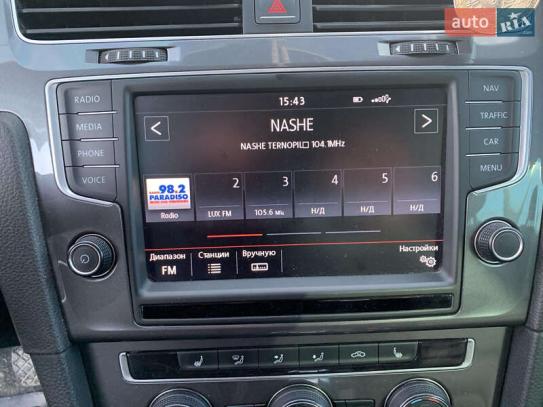 auto RIA .com
15:43
RADIO
MEDIA
PHONE
VOICE
NAV
TRAFFIC
CAR
MENU
<
NASHE
>
NASHE TERNOPIL□ 104.1MHz
98.2
PARADISO
Radio
2
LUX FM
3
105.6 мгц
4
Н/Д
5
Н/Д
6
Н/Д
Диапазон
FM
Станции
Вручную
Настройки